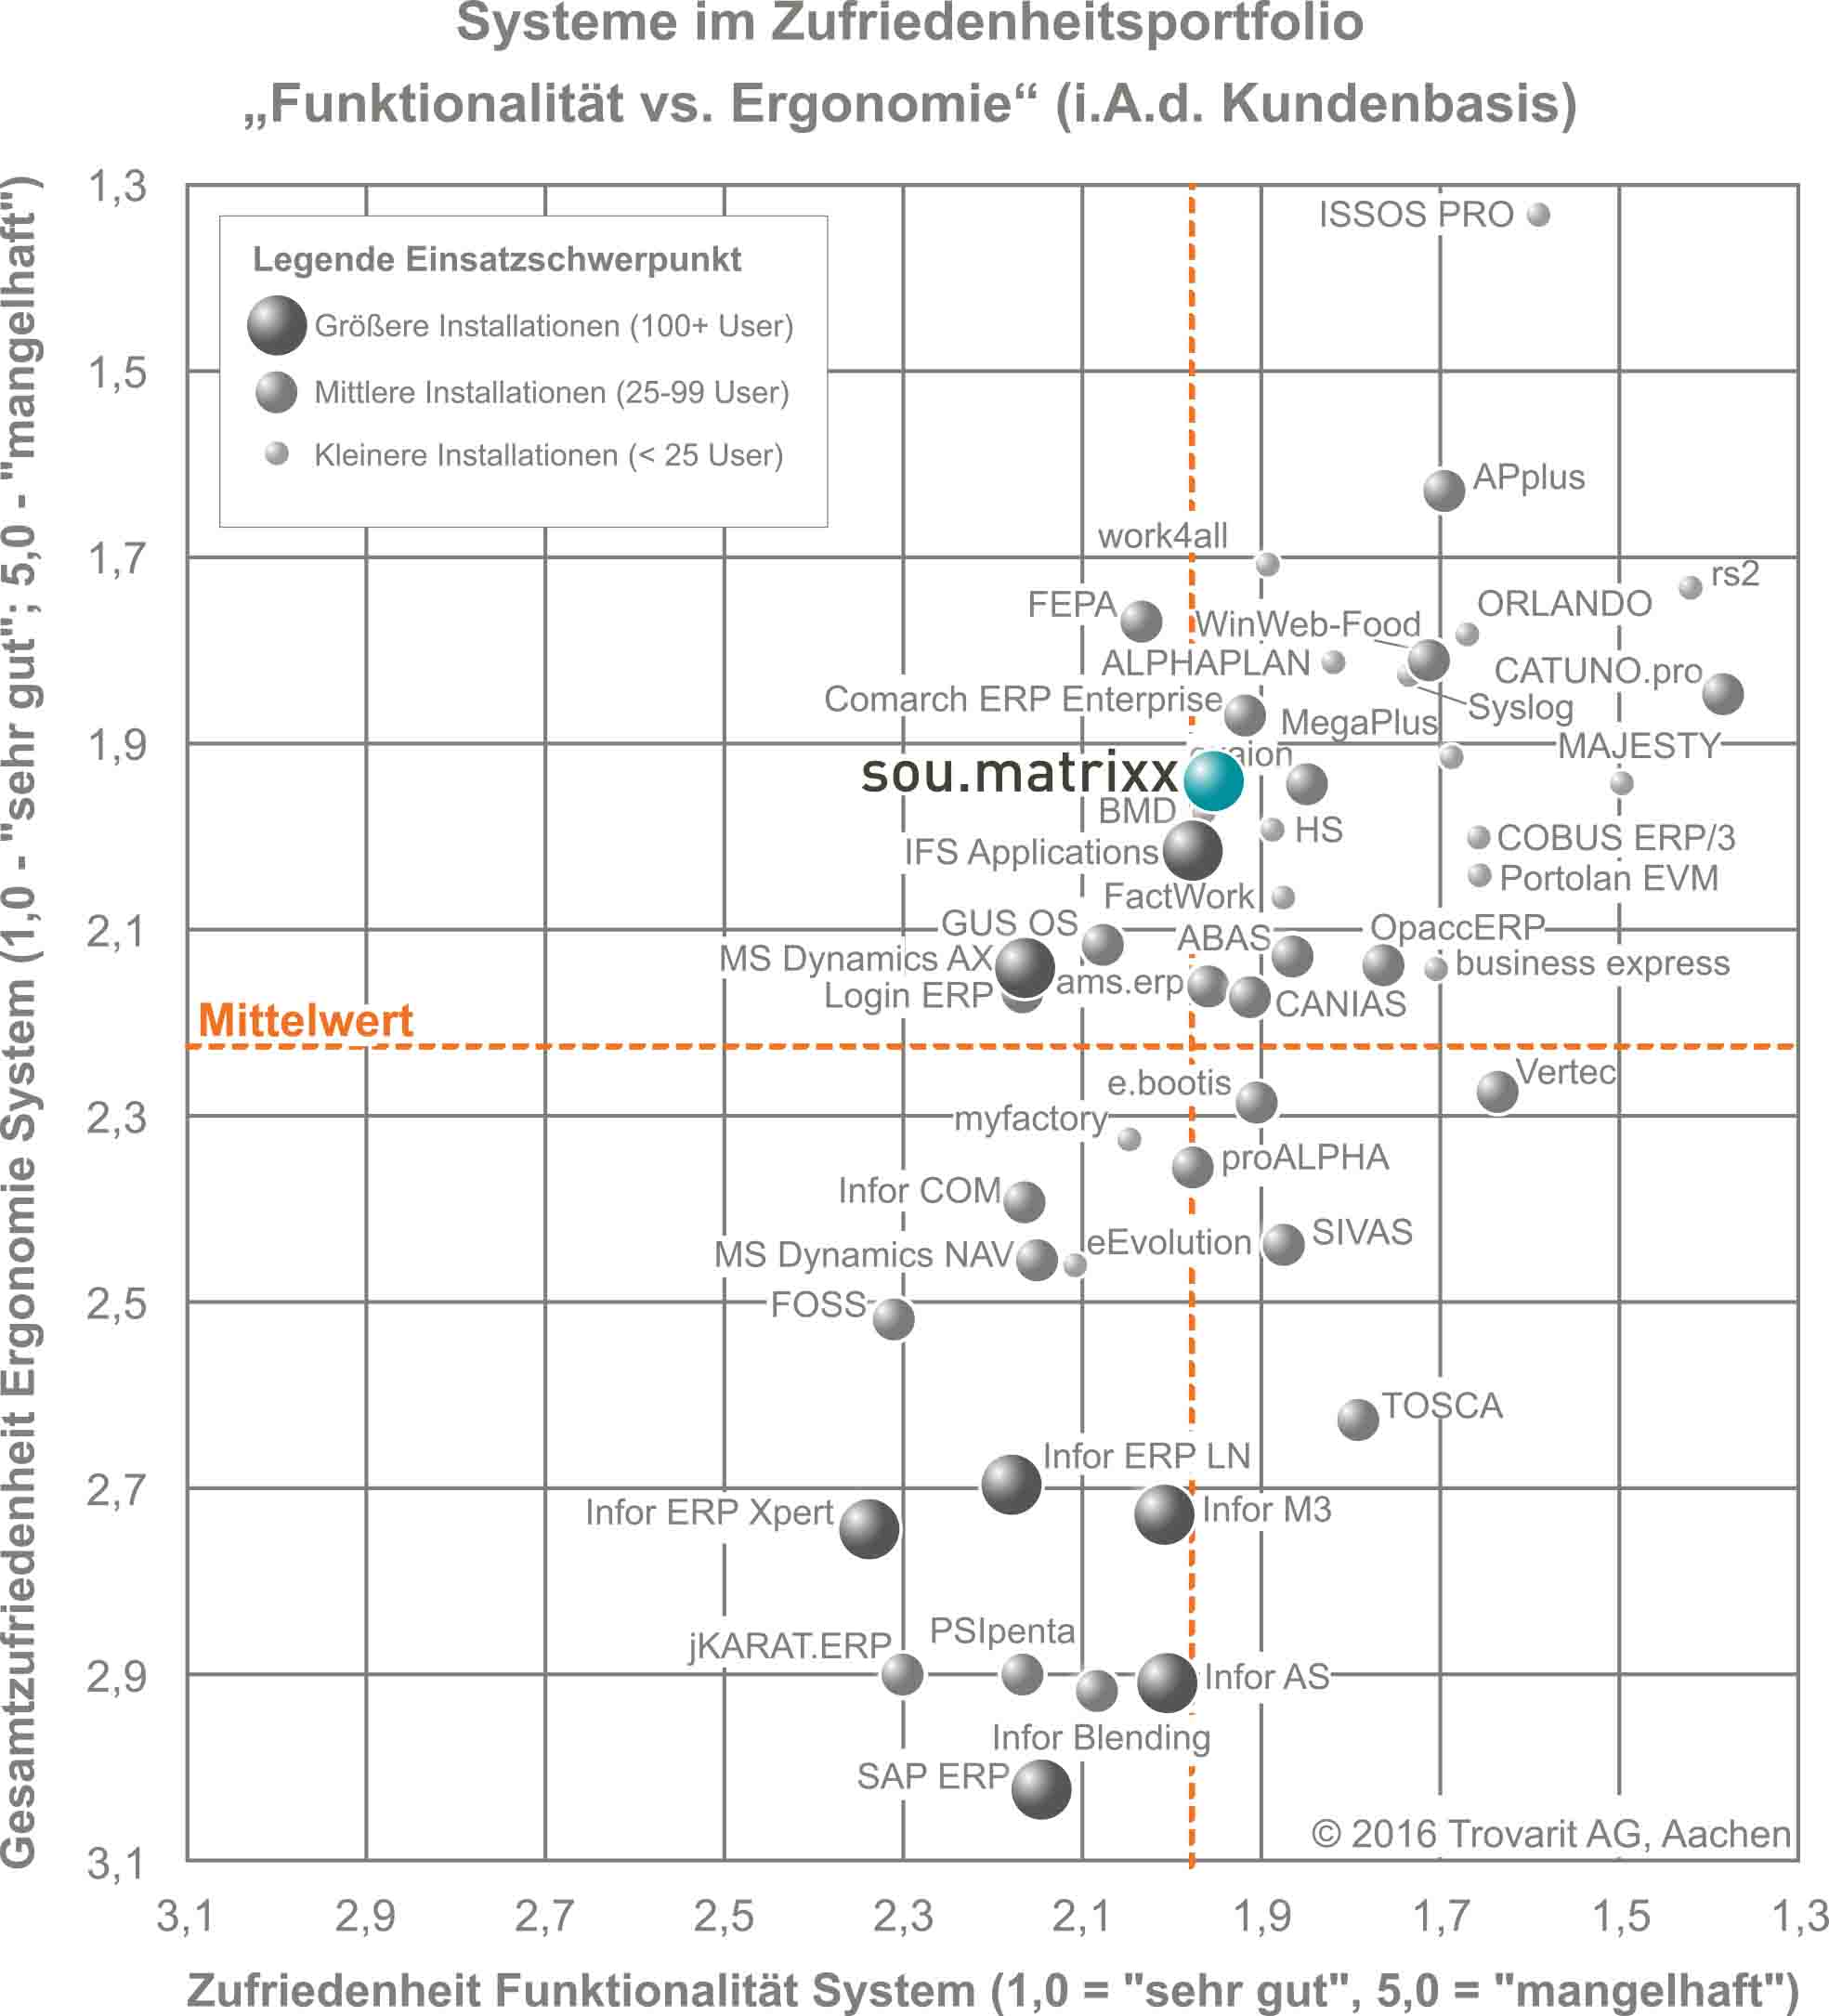 Systeme im Zufriedenheitsportfolio
„Funktionalität vs. Ergonomie“ (i.A.d. Kundenbasis)
Gesamtzufriedenheit Ergonomie System (1,0 - "sehr gut"; 5,0 - "mangelhaft")
1,3
1,5
1,7
1,9
2,1
2,3
2,5
2,7
2,9
3,1
Legende Einsatzschwerpunkt
Größere Installationen (100+ User)
Mittlere Installationen (25-99 User)
Kleinere Installationen (< 25 User)
ISSOS PRO
APplus
work4all
rs2
FEPA
ORLANDO
WinWeb-Food
ALPHAPLAN
CATUNO.pro
Comarch ERP Enterprise
Syslog
MegaPlus
MAJESTY
sou.matrixx
BMD
HS
COBUS ERP/3
IFS Applications
Portolan EVM
FactWork
GUS OS
ABAS
OpaccERP
MS Dynamics AX
business express
Login ERP
ams.erp
CANIAS
Mittelwert
Vertec
e.bootis
myfactory
proALPHA
Infor COM
SIVAS
eEvolution
MS Dynamics NAV
FOSS
TOSCA
Infor ERP LN
Infor ERP Xpert
Infor M3
PSIpenta
jKARAT.ERP
Infor AS
Infor Blending
SAP ERP
© 2016 Trovarit AG, Aachen
3,1 2,9 2,7 2,5 2,3 2,1 1,9 1,7 1,5 1,3
Zufriedenheit Funktionalität System (1,0 = "sehr gut", 5,0 = "mangelhaft")